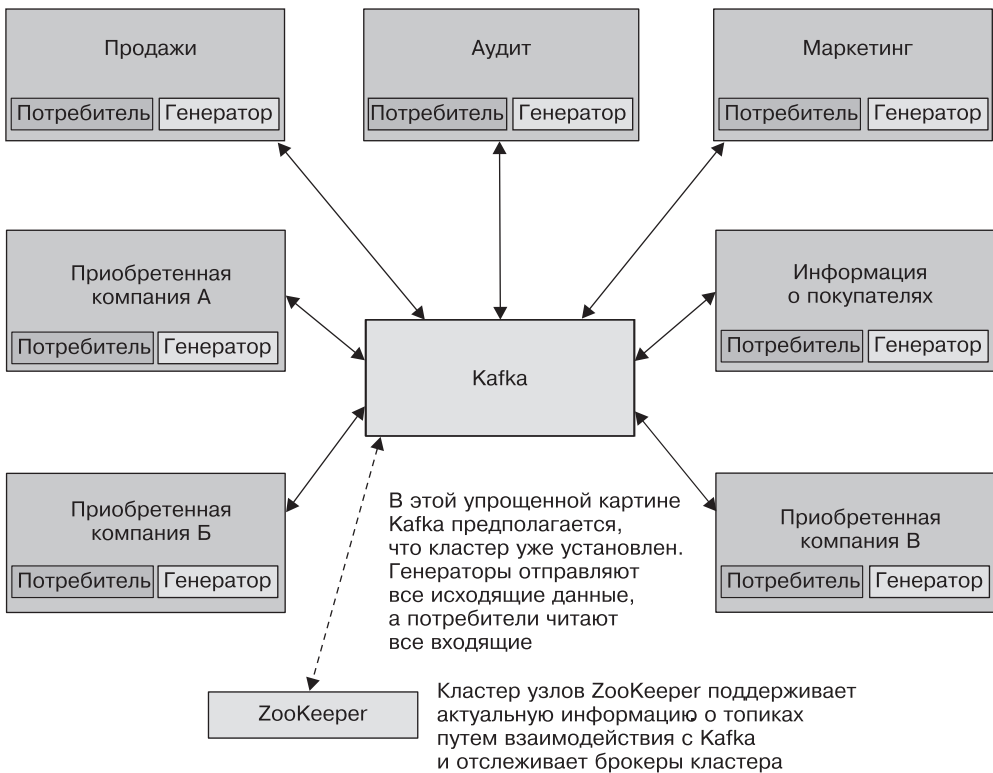 Продажи
Потребитель Генератор
Аудит
Потребитель Генератор
Маркетинг
Потребитель Генератор
Приобретенная
компания А
Потребитель Генератор
Информация
о покупателях
Потребитель Генератор
Kafka
Приобретенная
компания Б
Потребитель Генератор
В этой упрощенной картине
Kafka предполагается,
что кластер уже установлен.
Генераторы отправляют
все исходящие данные,
а потребители читают
все входящие
Приобретенная
компания В
Потребитель Генератор
ZooKeeper
Кластер узлов ZooKeeper поддерживает
актуальную информацию о топиках
путем взаимодействия с Kafka
и отслеживает брокеры кластера